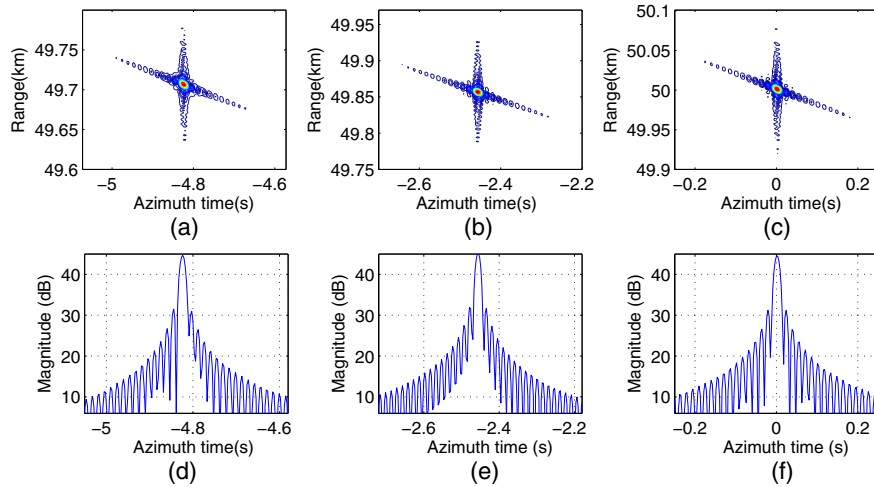 49.75
49.7
49.65
49.6
Range(km)
−5
−4.8
−4.6
Azimuth time(s)
(a)
49.95
49.9
49.85
49.8
49.75
Range(km)
−2.6
−2.4
−2.2
Azimuth time(s)
(b)
50.1
50.05
50
49.95
49.9
Range(km)
−0.2
0
0.2
Azimuth time(s)
(c)
40
30
20
10
Magnitude (dB)
−5
−4.8
−4.6
Azimuth time(s)
(d)
40
30
20
10
Magnitude (dB)
−2.6
−2.4
−2.2
Azimuth time (s)
(e)
40
30
20
10
Magnitude (dB)
−0.2
0
0.2
Azimuth time (s)
(f)